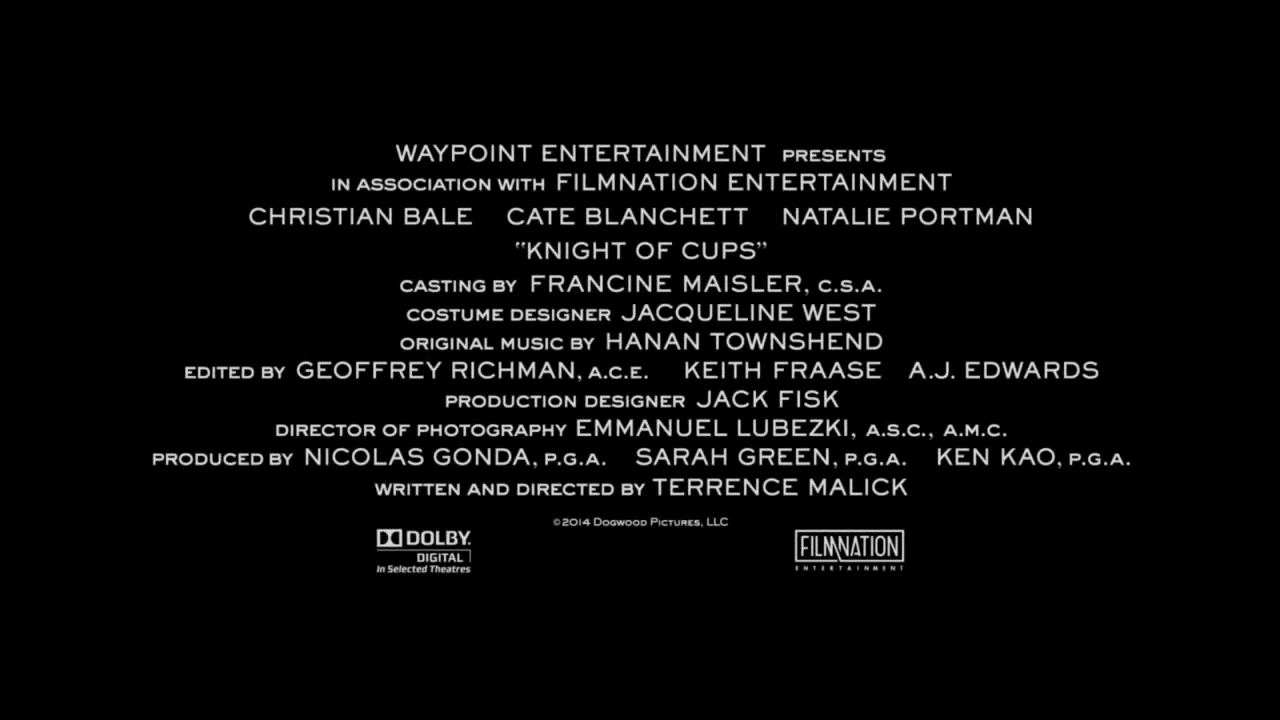 WAYPOINT ENTERTAINMENT PRESENTS
IN ASSOCIATION WITH FILMNATION ENTERTAINMENT
CHRISTIAN BALE CATE BLANCHETT NATALIE PORTMAN
“KNIGHT OF CUPS”
CASTING BY FRANCINE MAISLER, C.S.A.
COSTUME DESIGNER JACQUELINE WEST
ORIGINAL MUSIC BY HANAN TOWNSHEND
EDITED BY GEOFFREY RICHMAN, A.C.E. KEITH FRAASE A.J. EDWARDS
PRODUCTION DESIGNER JACK FISK
DIRECTOR OF PHOTOGRAPHY EMMANUEL LUBEZKI, A.S.C., A.M.C.
PRODUCED BY NICOLAS GONDA, P.G.A. SARAH GREEN, P.G.A. KEN KAO, P.G.A.
WRITTEN AND DIRECTED BY TERRENCE MALICK
©2014 DOGWOOD PICTURES, LLC
DOLBY
DIGITAL
In Selected Theatres
FILMNATION
ENTERTAINMENT